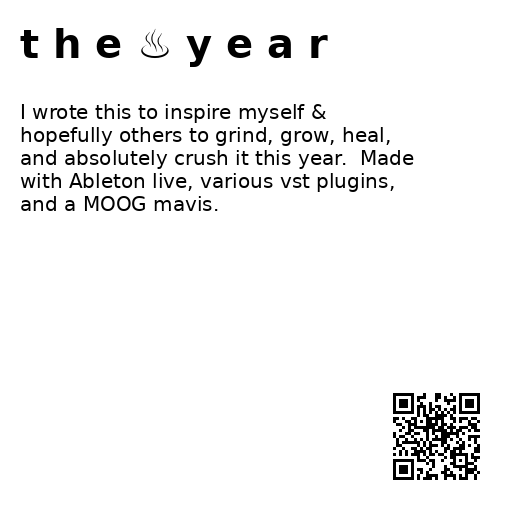 t h e ♨ y e a r
I wrote this to inspire myself &
hopefully others to grind, grow, heal,
and absolutely crush it this year.  Made
with Ableton live, various vst plugins,
and a MOOG mavis.